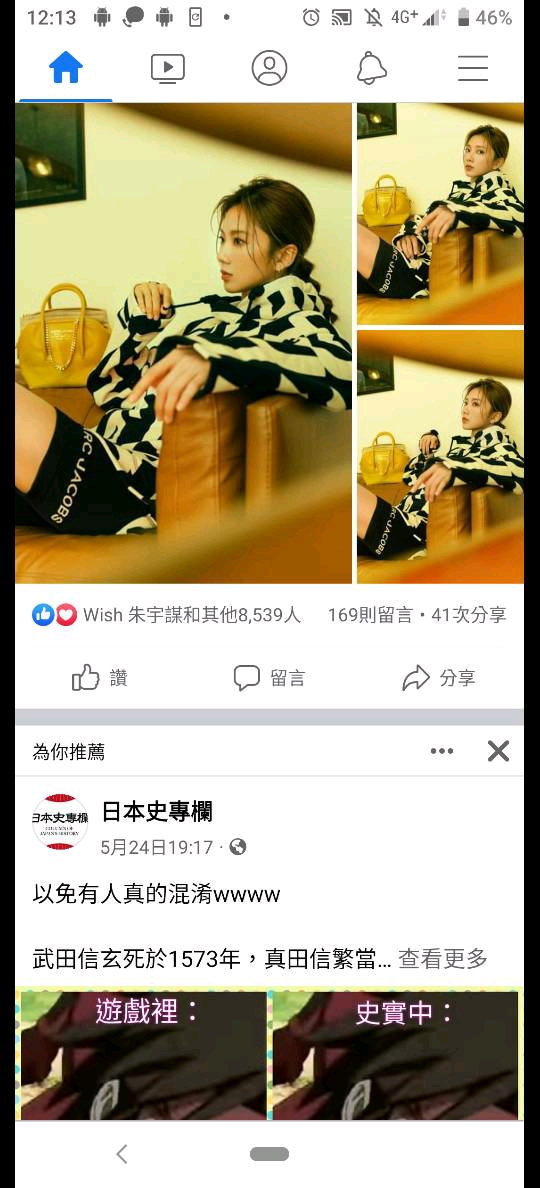 12:13
4G+ 46%
RC JACOBS
RC JACOBS
RC JACOBS
Wish 朱宇謀和其他8,539人 169則留言・41次分享
讚 留言 分享
為你推薦
日本史專欄
COLUMN OF
JAPAN'S HISTORY
日本史專欄
5月24日19:17
以免有人真的混淆wwww
武田信玄死於1573年，真田信繁當... 查看更多
遊戲裡： 史實中：